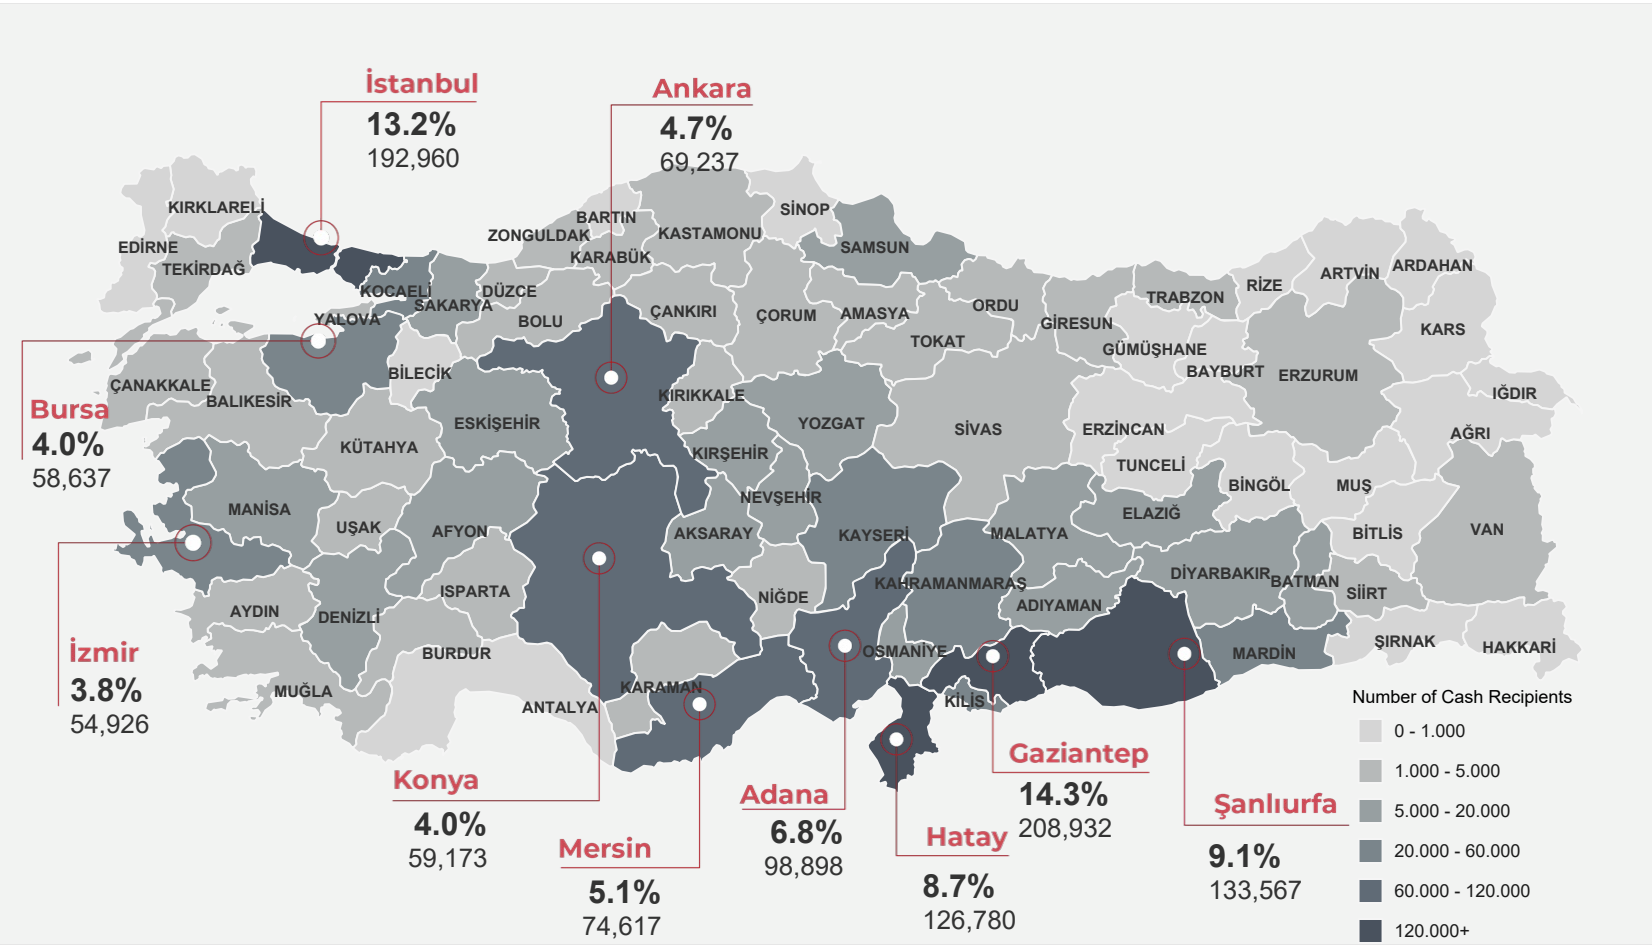 İstanbul
13.2%
192,960
Ankara
4.7%
69,237
KIRKLARELİ
EDİRNE
TEKİRDAĞ
BARTIN
ZONGULDAK
KARABÜK
KASTAMONU
SİNOP
SAMSUN
KOCAELİ
SAKARYA
DÜZCE
YALOVA
BOLU
ÇANKIRI
ÇORUM
AMASYA
ORDU
TOKAT
GİRESUN
TRABZON
RİZE
ARTVİN
ARDAHAN
KARS
GÜMÜŞHANE
BAYBURT
ERZURUM
IĞDIR
AĞRI
ÇANAKKALE
BALIKESİR
BİLECİK
ESKİŞEHİR
KÜTAHYA
KIRIKKALE
YOZGAT
SİVAS
ERZİNCAN
TUNCELİ
KIRŞEHİR
NEVŞEHİR
BİNGÖL
MUŞ
Bursa
4.0%
58,637
MANİSA
UŞAK
AFYON
AKSARAY
KAYSERİ
MALATYA
ELAZIĞ
BİTLİS
VAN
AYDIN
DENİZLİ
ISPARTA
NİĞDE
KAHRAMANMARAŞ
ADIYAMAN
DİYARBAKIR
BATMAN
SİİRT
ŞIRNAK
HAKKARİ
İzmir
3.8%
54,926
MUĞLA
BURDUR
ANTALYA
KARAMAN
OSMANİYE
KİLİS
MARDİN
Konya
4.0%
59,173
Mersin
5.1%
74,617
Adana
6.8%
98,898
Hatay
8.7%
126,780
Gaziantep
14.3%
208,932
Şanlıurfa
9.1%
133,567
Number of Cash Recipients
0 - 1.000
1.000 - 5.000
5.000 - 20.000
20.000 - 60.000
60.000 - 120.000
120.000+